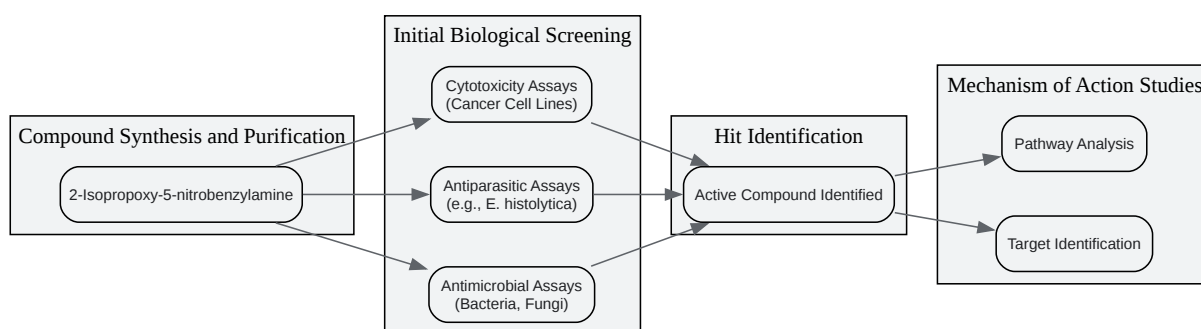 Compound Synthesis and Purification
2-Isopropoxy-5-nitrobenzylamine
Initial Biological Screening
Cytotoxicity Assays
(Cancer Cell Lines)
Antiparasitic Assays
(e.g., E. histolytica)
Antimicrobial Assays
(Bacteria, Fungi)
Hit Identification
Active Compound Identified
Mechanism of Action Studies
Pathway Analysis
Target Identification